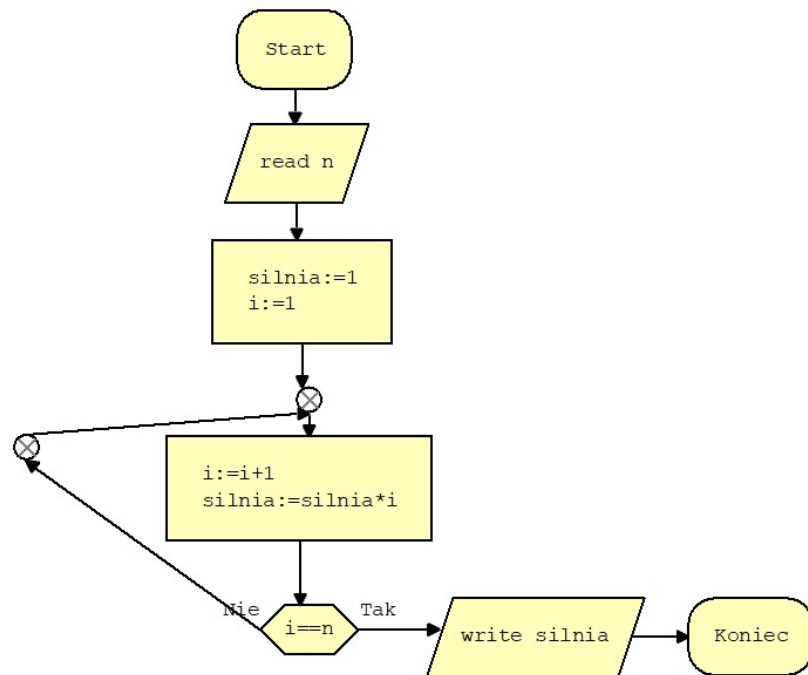 Start
read n
silnia:=1
i:=1
i:=i+1
silnia:=silnia*i
Nie
i==n
Tak
write silnia
Koniec